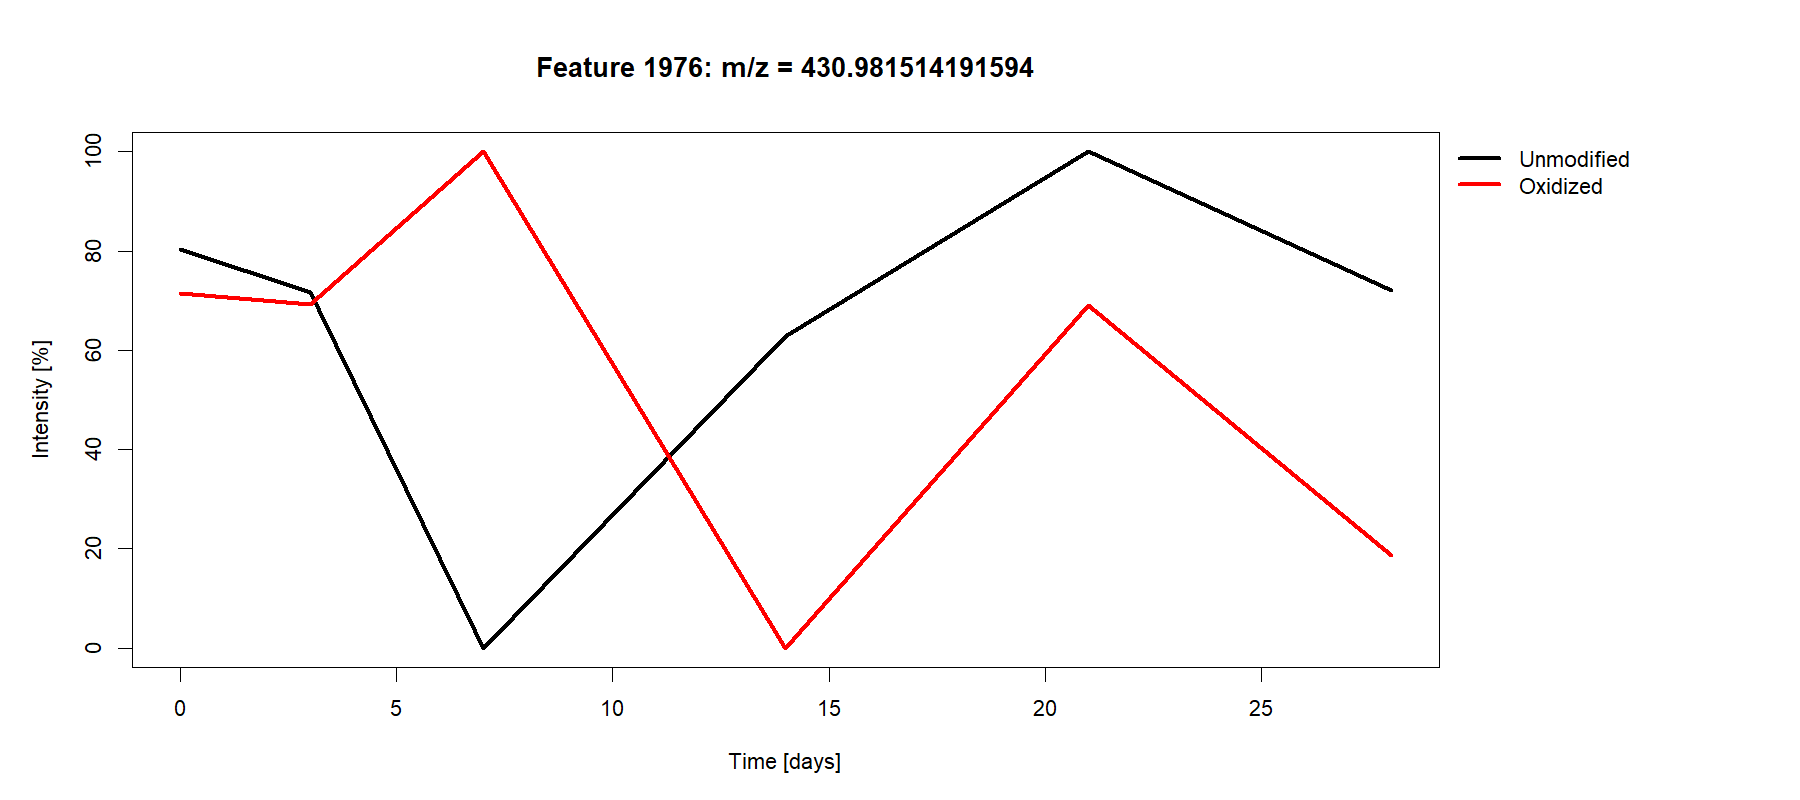 Feature 1976: m/z = 430.981514191594
Unmodified
Oxidized
Intensity [%]
100
80
60
40
20
0
0 5 10 15 20 25
Time [days]